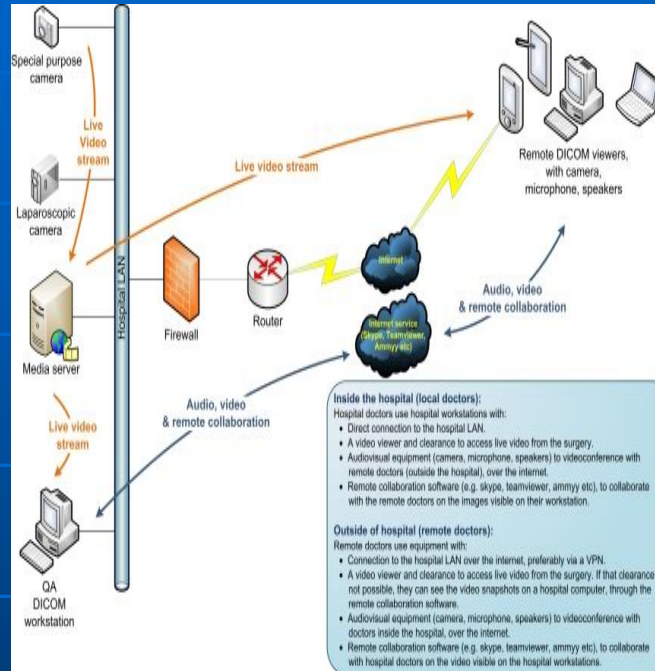 Special purpose
camera
Live
Video
stream
Laparoscopic
camera
Hospital LAN
Live video stream
Remote DICOM viewers,
with camera,
microphone, speakers
Internet
Firewall
Router
Internet service
(Skype, Teamviewer,
Ammyy etc)
Audio, video
& remote collaboration
Media server
Audio, video
& remote collaboration
Live video
stream
QA
DICOM
workstation
Inside the hospital (local doctors):
Hospital doctors use hospital workstations with:
• Direct connection to the hospital LAN.
• A video viewer and clearance to access live video from the surgery.
• Audiovisual equipment (camera, microphone, speakers) to videoconference with
remote doctors (outside the hospital), over the internet.
• Remote collaboration software (e.g. skype, teamviewer, ammyy etc), to collaborate
with the remote doctors on the images visible on their workstation.
Outside of hospital (remote doctors):
Remote doctors use equipment with:
• Connection to the hospital LAN over the internet, preferably via a VPN.
• A video viewer and clearance to access live video from the surgery. If that clearance
not possible, they can see the video snapshots on a hospital computer, through the
remote collaboration software.
• Audiovisual equipment (camera, microphone, speakers) to videoconference with
doctors inside the hospital, over the internet.
• Remote collaboration software (e.g. skype, teamviewer, ammyy etc), to collaborate
with hospital doctors on the video visible on the hospital workstations.